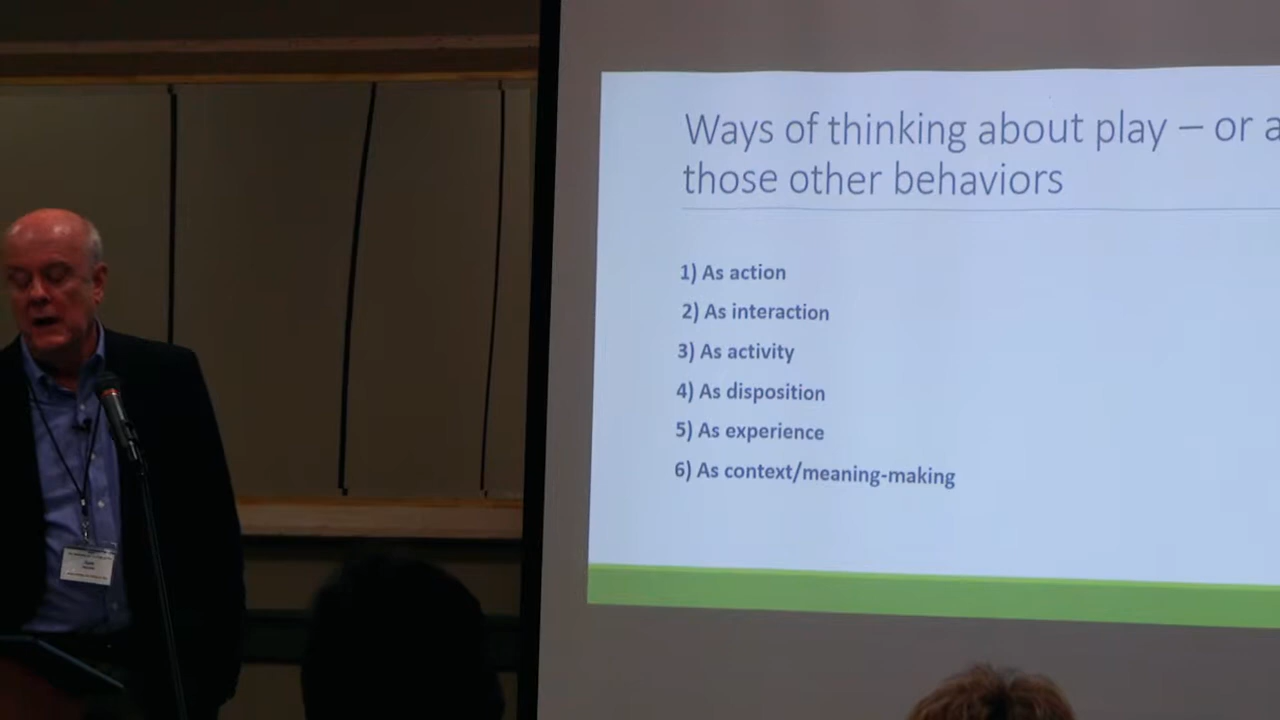 Ways of thinking about play – or a
those other behaviors
1) As action
2) As interaction
3) As activity
4) As disposition
5) As experience
6) As context/meaning-making